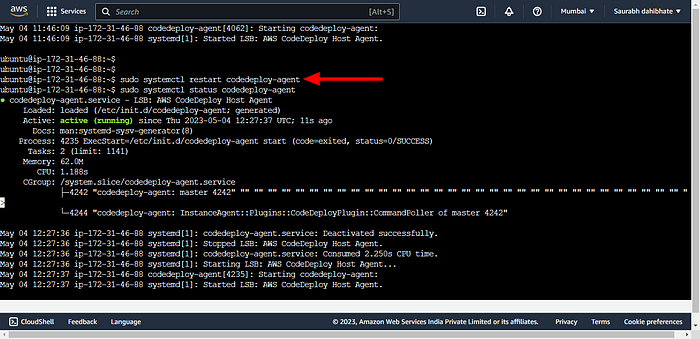 aws
Services
Search
[Alt+S]
Mumbai
Saurabh dahibhate
May 04 11:46:09 ip-172-31-46-88 codedeploy-agent[4062]: Starting codedeploy-agent:
May 04 11:46:09 ip-172-31-46-88 systemd[1]: Started LSB: AWS CodeDeploy Host Agent.
ubuntu@ip-172-31-46-88:~$
ubuntu@ip-172-31-46-88:~$
ubuntu@ip-172-31-46-88:~$ sudo systemctl restart codedeploy-agent
ubuntu@ip-172-31-46-88:~$ sudo systemctl status codedeploy-agent
● codedeploy-agent.service - LSB: AWS CodeDeploy Host Agent
Loaded: loaded (/etc/init.d/codedeploy-agent; generated)
Active: active (running) since Thu 2023-05-04 12:27:37 UTC; 11s ago
Docs: man:systemd-sysv-generator(8)
Process: 4235 ExecStart=/etc/init.d/codedeploy-agent start (code=exited, status=0/SUCCESS)
Tasks: 2 (limit: 1141)
Memory: 62.0M
CPU: 1.188s
CGroup: /system.slice/codedeploy-agent.service
├─4242 "codedeploy-agent: master 4242" "" "" "" "" "" "" "" "" "" "" "" "" "" "" "" "" "" "" "" "" "" "" "" "" "" "" "" "" "" "
>
└─4244 "codedeploy-agent: InstanceAgent::Plugins::CodeDeployPlugin::CommandPoller of master 4242"
May 04 12:27:36 ip-172-31-46-88 systemd[1]: codedeploy-agent.service: Deactivated successfully.
May 04 12:27:36 ip-172-31-46-88 systemd[1]: Stopped LSB: AWS CodeDeploy Host Agent.
May 04 12:27:36 ip-172-31-46-88 systemd[1]: codedeploy-agent.service: Consumed 2.250s CPU time.
May 04 12:27:36 ip-172-31-46-88 systemd[1]: Starting LSB: AWS CodeDeploy Host Agent...
May 04 12:27:37 ip-172-31-46-88 codedeploy-agent[4235]: Starting codedeploy-agent:
May 04 12:27:37 ip-172-31-46-88 systemd[1]: Started LSB: AWS CodeDeploy Host Agent.
CloudShell
Feedback
Language
© 2023, Amazon Web Services India Private Limited or its affiliates.
Privacy
Terms
Cookie preferences